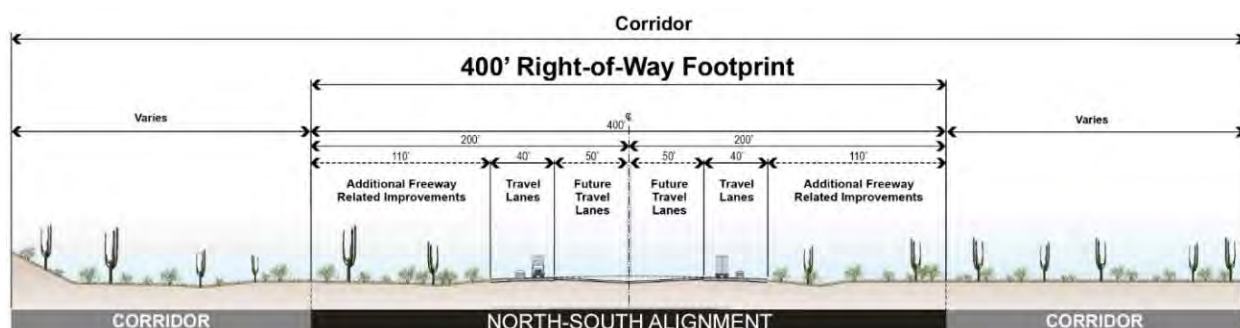 Corridor
400' Right-of-Way Footprint
Varies
400'
Varies
200'
200'
110'
40'
50'
50'
40'
110'
Additional Freeway
Related Improvements
Travel
Lanes
Future
Travel
Lanes
Future
Travel
Lanes
Travel
Lanes
Additional Freeway
Related Improvements
CORRIDOR
NORTH-SOUTH ALIGNMENT
CORRIDOR